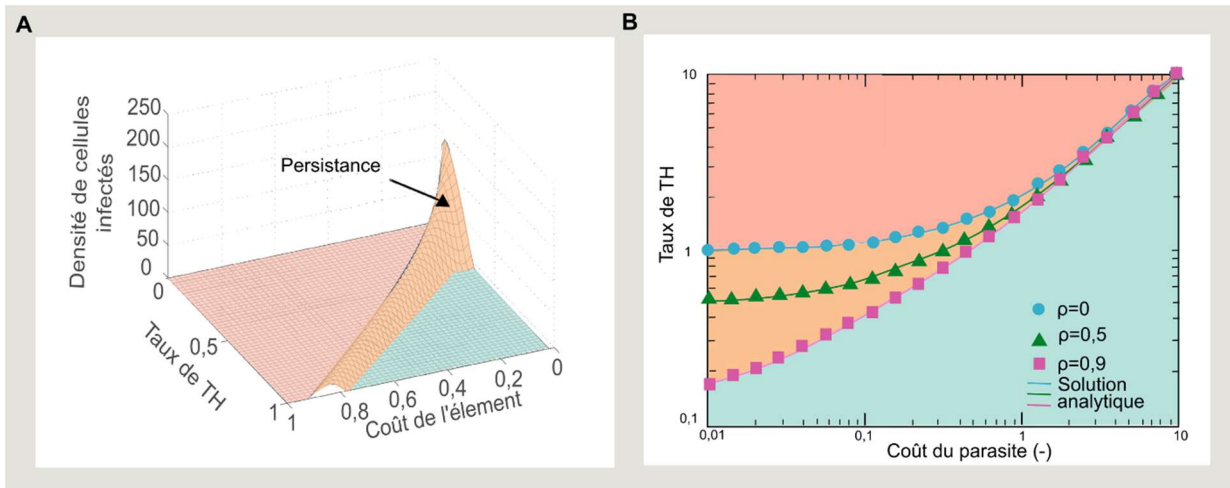 A
Densité de cellules
infectés
250
200
150
100
50
0
Persistance
0
0,5
1
Taux de TH
1
0,8
0,6
0,4
0,2
0
Coût de l'élement
B
Taux de TH
10
1
0,1
ρ=0
ρ=0,5
ρ=0,9
Solution
analytique
0,01
0,1
1
10
Coût du parasite (-)